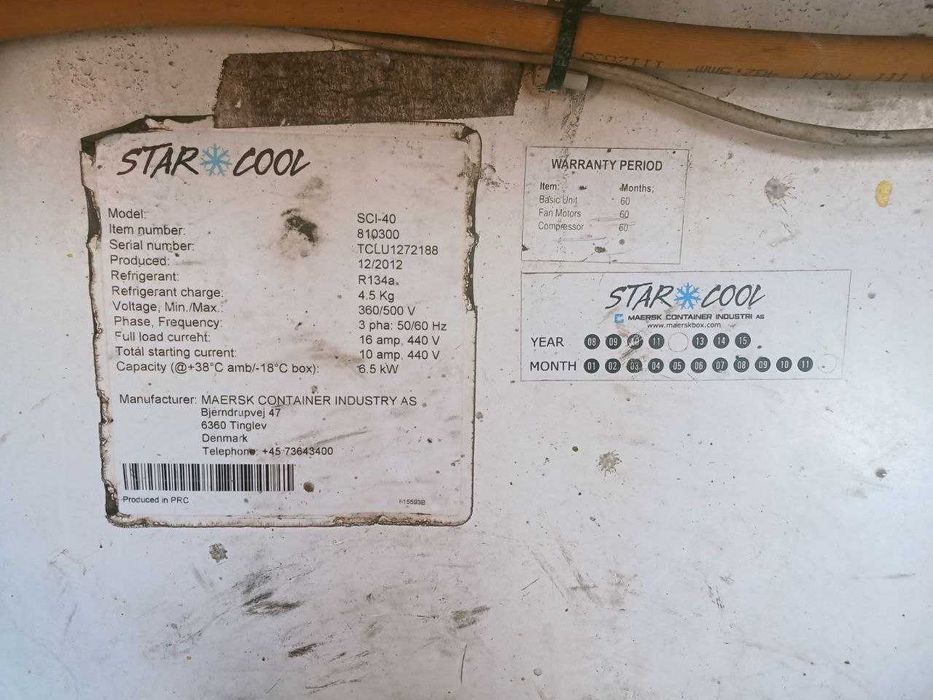 STAR COOL
Model: SCI-40
Item number: 810300
Serial number: TCLU1272188
Produced: 12/2012
Refrigerant: R134a
Refrigerant charge: 4.5 Kg
Voltage, Min./Max.: 360/500 V
Phase, Frequency: 3 pha: 50/60 Hz
Full load current: 16 amp. 440 V
Total starting current: 10 amp. 440 V
Capacity (@+38°C amb/-18°C box): 6.5 kW
Manufacturer: MAERSK CONTAINER INDUSTRY AS
Bjerndrupvej 47
6360 Tinglev
Denmark
Telephone: +45 73643400
Produced in PRC
WARRANTY PERIOD
Item: Months;
Basic Unit 60
Fan Motors 60
Compressor 60
STAR COOL
MAERSK CONTAINER INDUSTRI AS
www.maerskbox.com
YEAR 08 09 10 11 13 14 15
MONTH 01 02 03 04 05 06 07 08 09 10 11